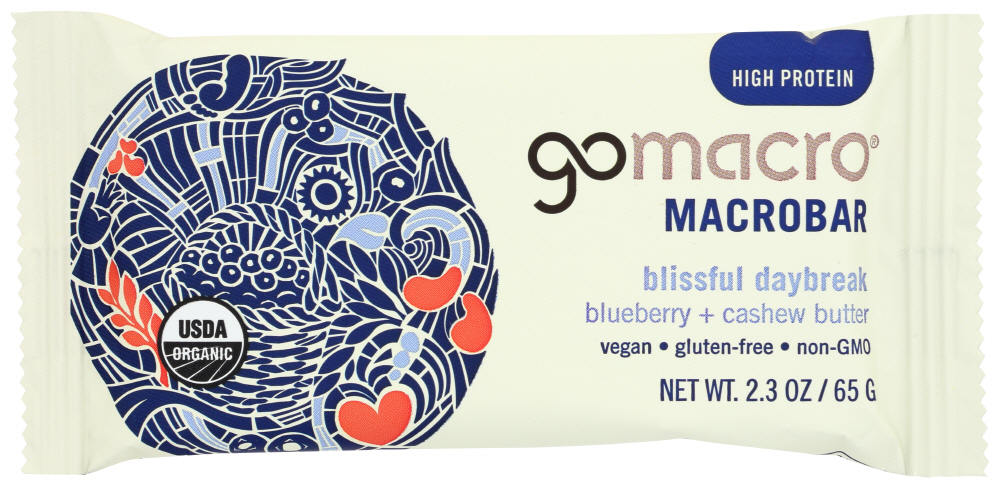 HIGH PROTEIN
gomacro®
MACROBAR
blissful daybreak
blueberry + cashew butter
vegan • gluten-free • non-GMO
NET WT. 2.3 OZ / 65 G
USDA
ORGANIC